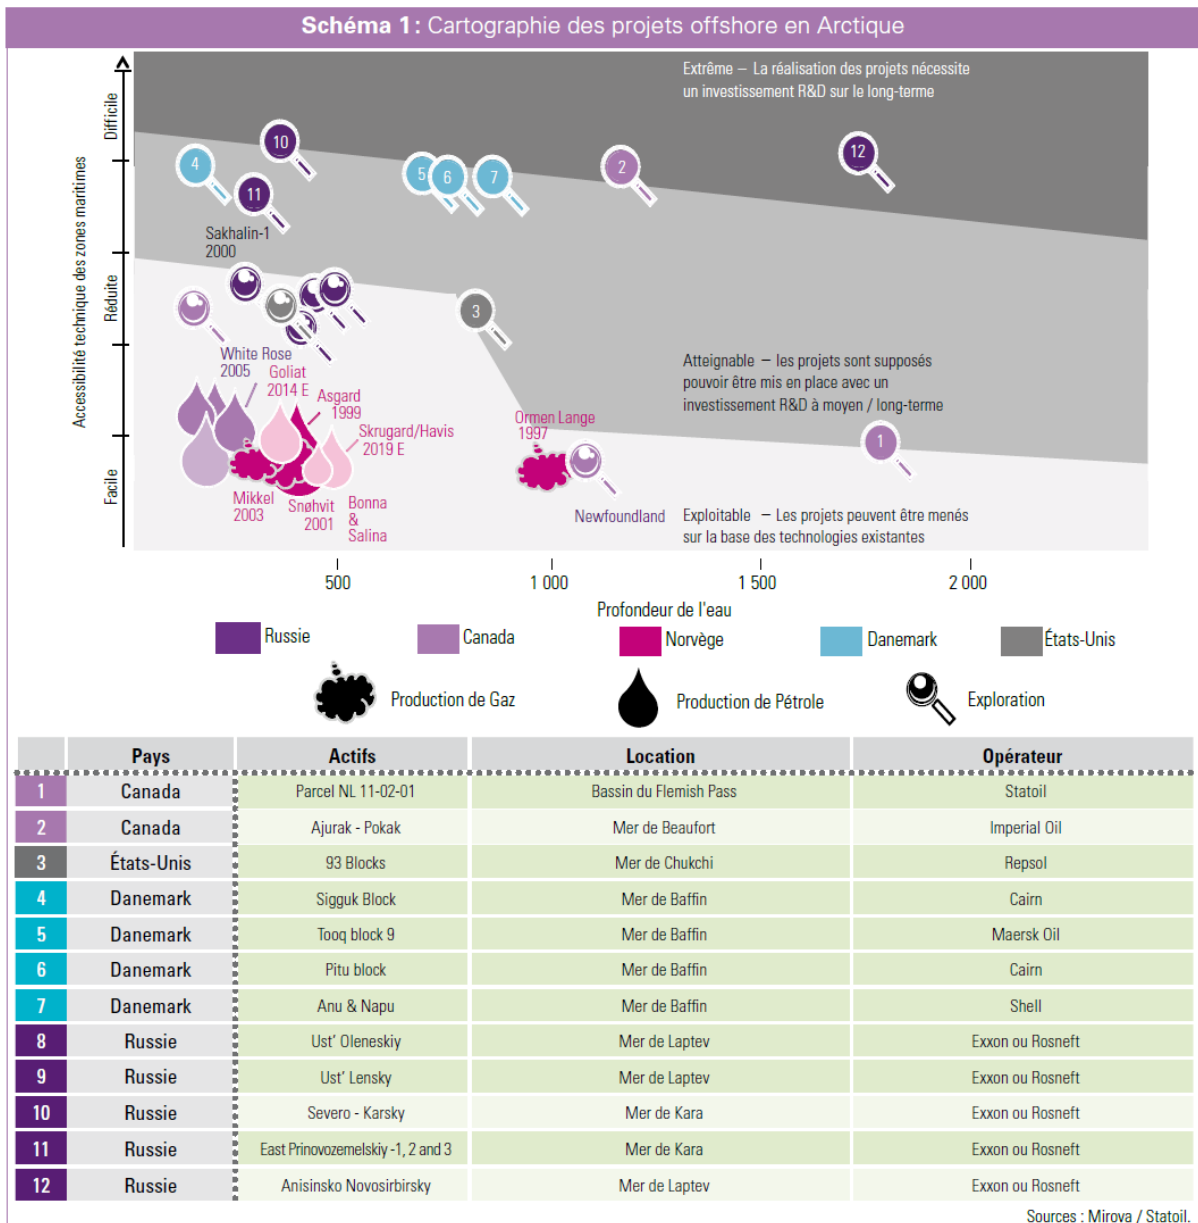 Schéma 1: Cartographie des projets offshore en Arctique
Accessibilité technique des zones maritimes
Difficile
Réduite
Facile
Extrême – La réalisation des projets nécessite
un investissement R&D sur le long-terme
10
12
4
5
6
7
2
11
Sakhalin-1
2000
3
White Rose
2005
Goliat
2014 E
Asgard
1999
Skrugard/Havis
2019 E
Atteignable – les projets sont supposés
pouvoir être mis en place avec un
investissement R&D à moyen / long-terme
Ormen Lange
1997
1
Mikkel
2003
Snøhvit
2001
Bonna
&
Salina
Newfoundland
Exploitable – Les projets peuvent être menés
sur la base des technologies existantes
500
1 000
1 500
2 000
Profondeur de l'eau
Russie
Canada
Norvège
Danemark
États-Unis
Production de Gaz
Production de Pétrole
Exploration
Pays Actifs Location Opérateur
1 Canada Parcel NL 11-02-01 Bassin du Flemish Pass Statoil
2 Canada Ajurak - Pokak Mer de Beaufort Imperial Oil
3 États-Unis 93 Blocks Mer de Chukchi Repsol
4 Danemark Sigguk Block Mer de Baffin Cairn
5 Danemark Tooq block 9 Mer de Baffin Maersk Oil
6 Danemark Pitu block Mer de Baffin Cairn
7 Danemark Anu & Napu Mer de Baffin Shell
8 Russie Ust' Oleneskiy Mer de Laptev Exxon ou Rosneft
9 Russie Ust' Lensky Mer de Laptev Exxon ou Rosneft
10 Russie Severo - Karsky Mer de Kara Exxon ou Rosneft
11 Russie East Prinovozemelskiy -1, 2 and 3 Mer de Kara Exxon ou Rosneft
12 Russie Anisinsko Novosirbirsky Mer de Laptev Exxon ou Rosneft
Sources : Mirova / Statoil.